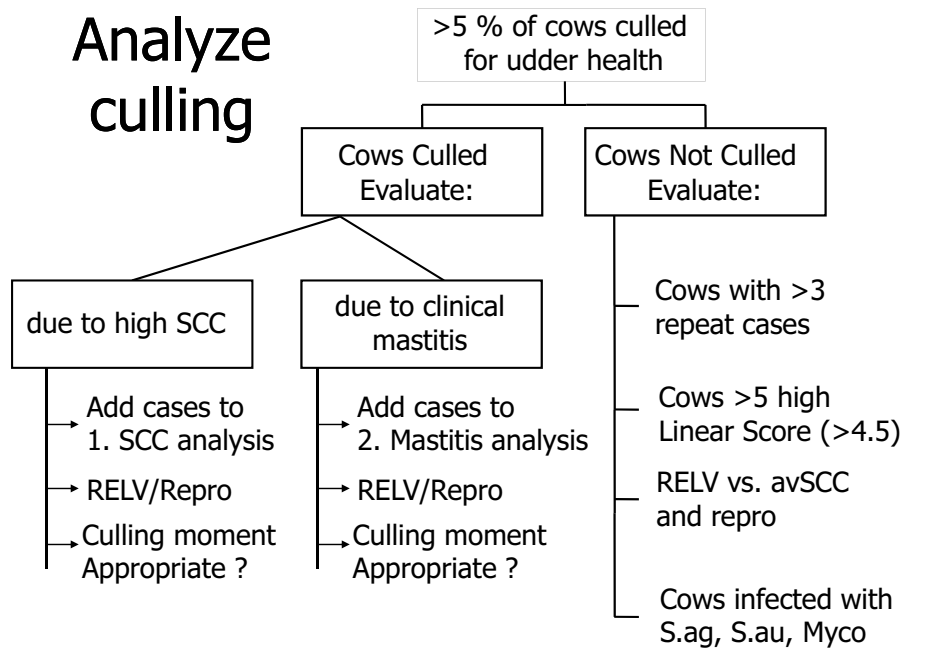 Analyze
culling
>5 % of cows culled
for udder health
Cows Culled
Evaluate:
Cows Not Culled
Evaluate:
due to high SCC
due to clinical
mastitis
Add cases to
1. SCC analysis
RELV/Repro
Culling moment
Appropriate ?
Add cases to
2. Mastitis analysis
RELV/Repro
Culling moment
Appropriate ?
Cows with >3
repeat cases
Cows >5 high
Linear Score (>4.5)
RELV vs. avSCC
and repro
Cows infected with
S.ag, S.au, Myco